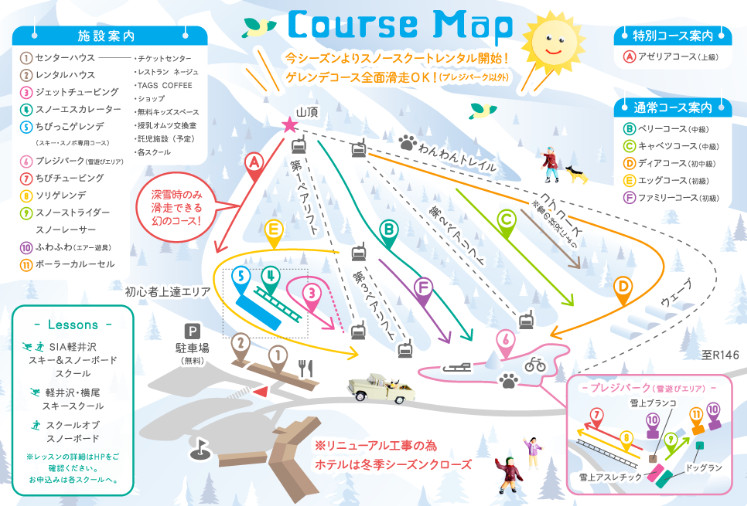 Course Map
今シーズンよりスノースクートレンタル開始！
ゲレンデコース全面滑走OK！(プレジパーク以外)
施設案内
1 センターハウス
2 レンタルハウス
3 ジェットチュービング
4 スノーエスカレーター
5 ちびっこゲレンデ
(スキー・スノボ専用コース)
6 プレジパーク(雪遊びエリア)
7 ちびチュービング
8 ソリゲレンデ
9 スノーストライダー
スノーレーサー
10 ふわふわ(エアー遊具)
11 ポーラーカルーセル
・チケットセンター
・レストラン ネージュ
・TAGS COFFEE
・ショップ
・無料キッズスペース
・授乳オムツ交換室
・託児施設（予定）
・各スクール
特別コース案内
A アゼリアコース(上級)
通常コース案内
B ベリーコース(中級)
C キャベツコース(中級)
D ディアコース(初中級)
E エッグコース(初級)
F ファミリーコース(初級)
山頂
わんわんトレイル
A
深雪時のみ
滑走できる
幻のコース！
第1ペアリフト
第2ペアリフト
第3ペアリフト
B
C
D
E
F
ウェーブ
初心者上達エリア
5
4
3
P
駐車場
(無料)
2
1
6
至R146
- Lessons -
SIA軽井沢
スキー&スノーボード
スクール
軽井沢・横尾
スキースクール
スクールオブ
スノーボード
※レッスンの詳細はHPをご
確認ください。
お申込みは各スクールへ。
※リニューアル工事の為
ホテルは冬季シーズンクローズ
- プレジパーク(雪遊びエリア) -
雪上ブランコ
7
8
10
9
11
10
雪上アスレチック
ドッグラン